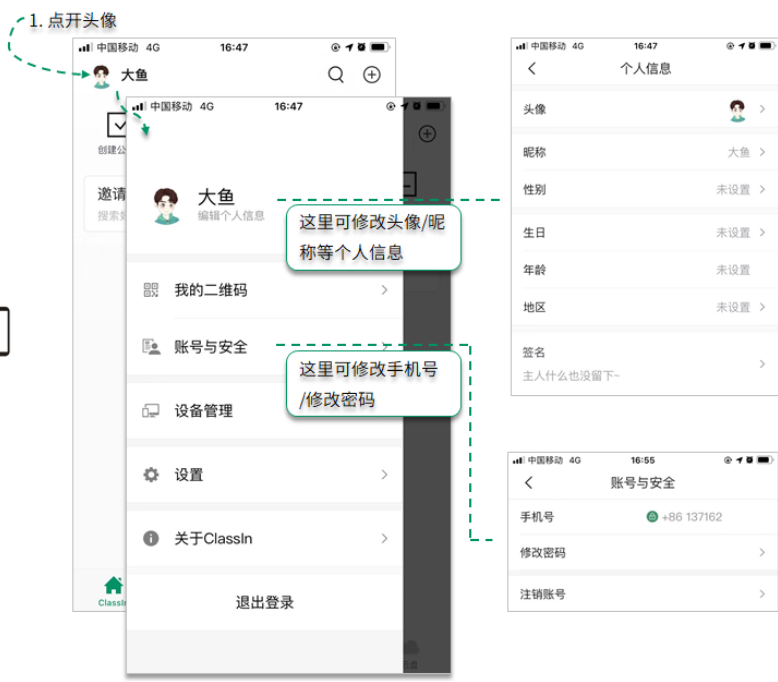 1. 点开头像
中国移动 4G 16:47
大鱼
创建公
邀请
搜索
ClassIn
中国移动 4G 16:47
大鱼
编辑个人信息
这里可修改头像/昵
称等个人信息
我的二维码
账号与安全
这里可修改手机号
/修改密码
设备管理
设置
关于ClassIn
退出登录
中国移动 4G 16:47
个人信息
头像
昵称 大鱼
性别 未设置
生日 未设置
年龄 未设置
地区 未设置
签名
主人什么也没留下~
中国移动 4G 16:55
账号与安全
手机号 +86 137162
修改密码
注销账号